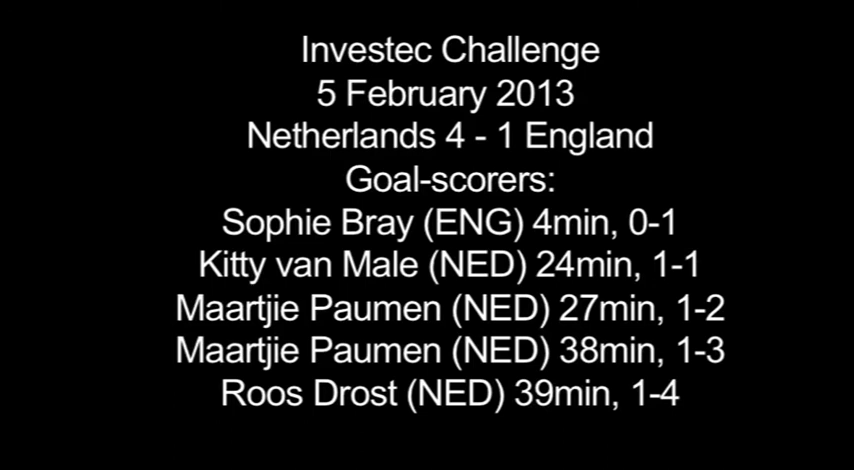 Investec Challenge
5 February 2013
Netherlands 4 - 1 England
Goal-scorers:
Sophie Bray (ENG) 4min, 0-1
Kitty van Male (NED) 24min, 1-1
Maartjie Paumen (NED) 27min, 1-2
Maartjie Paumen (NED) 38min, 1-3
Roos Drost (NED) 39min, 1-4